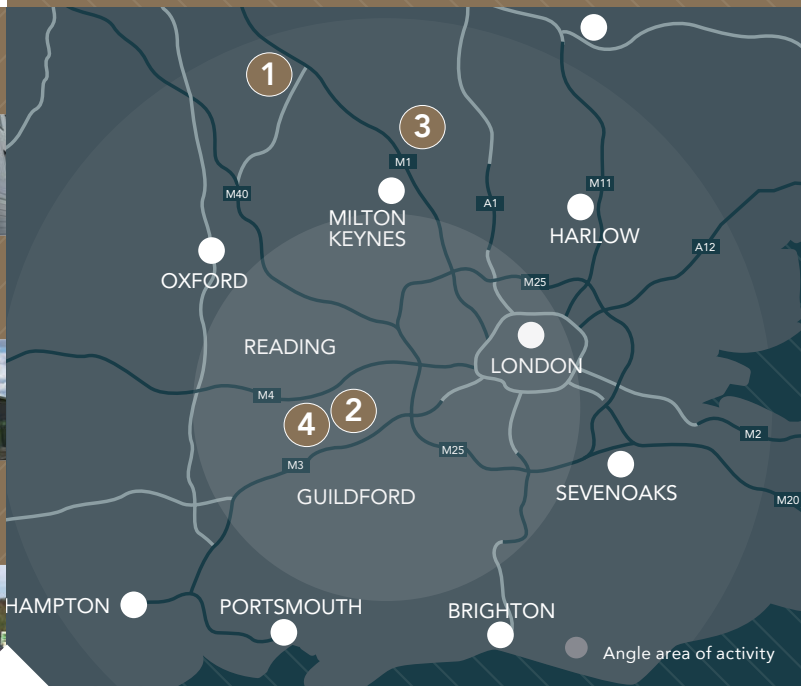 1
3
M1
M40
M11
A1
MILTON
KEYNES
HARLOW
A12
OXFORD
M25
READING
LONDON
M4
2
4
M2
M25
M3
SEVENOAKS
GUILDFORD
M20
HAMPTON
PORTSMOUTH
BRIGHTON
Angle area of activity